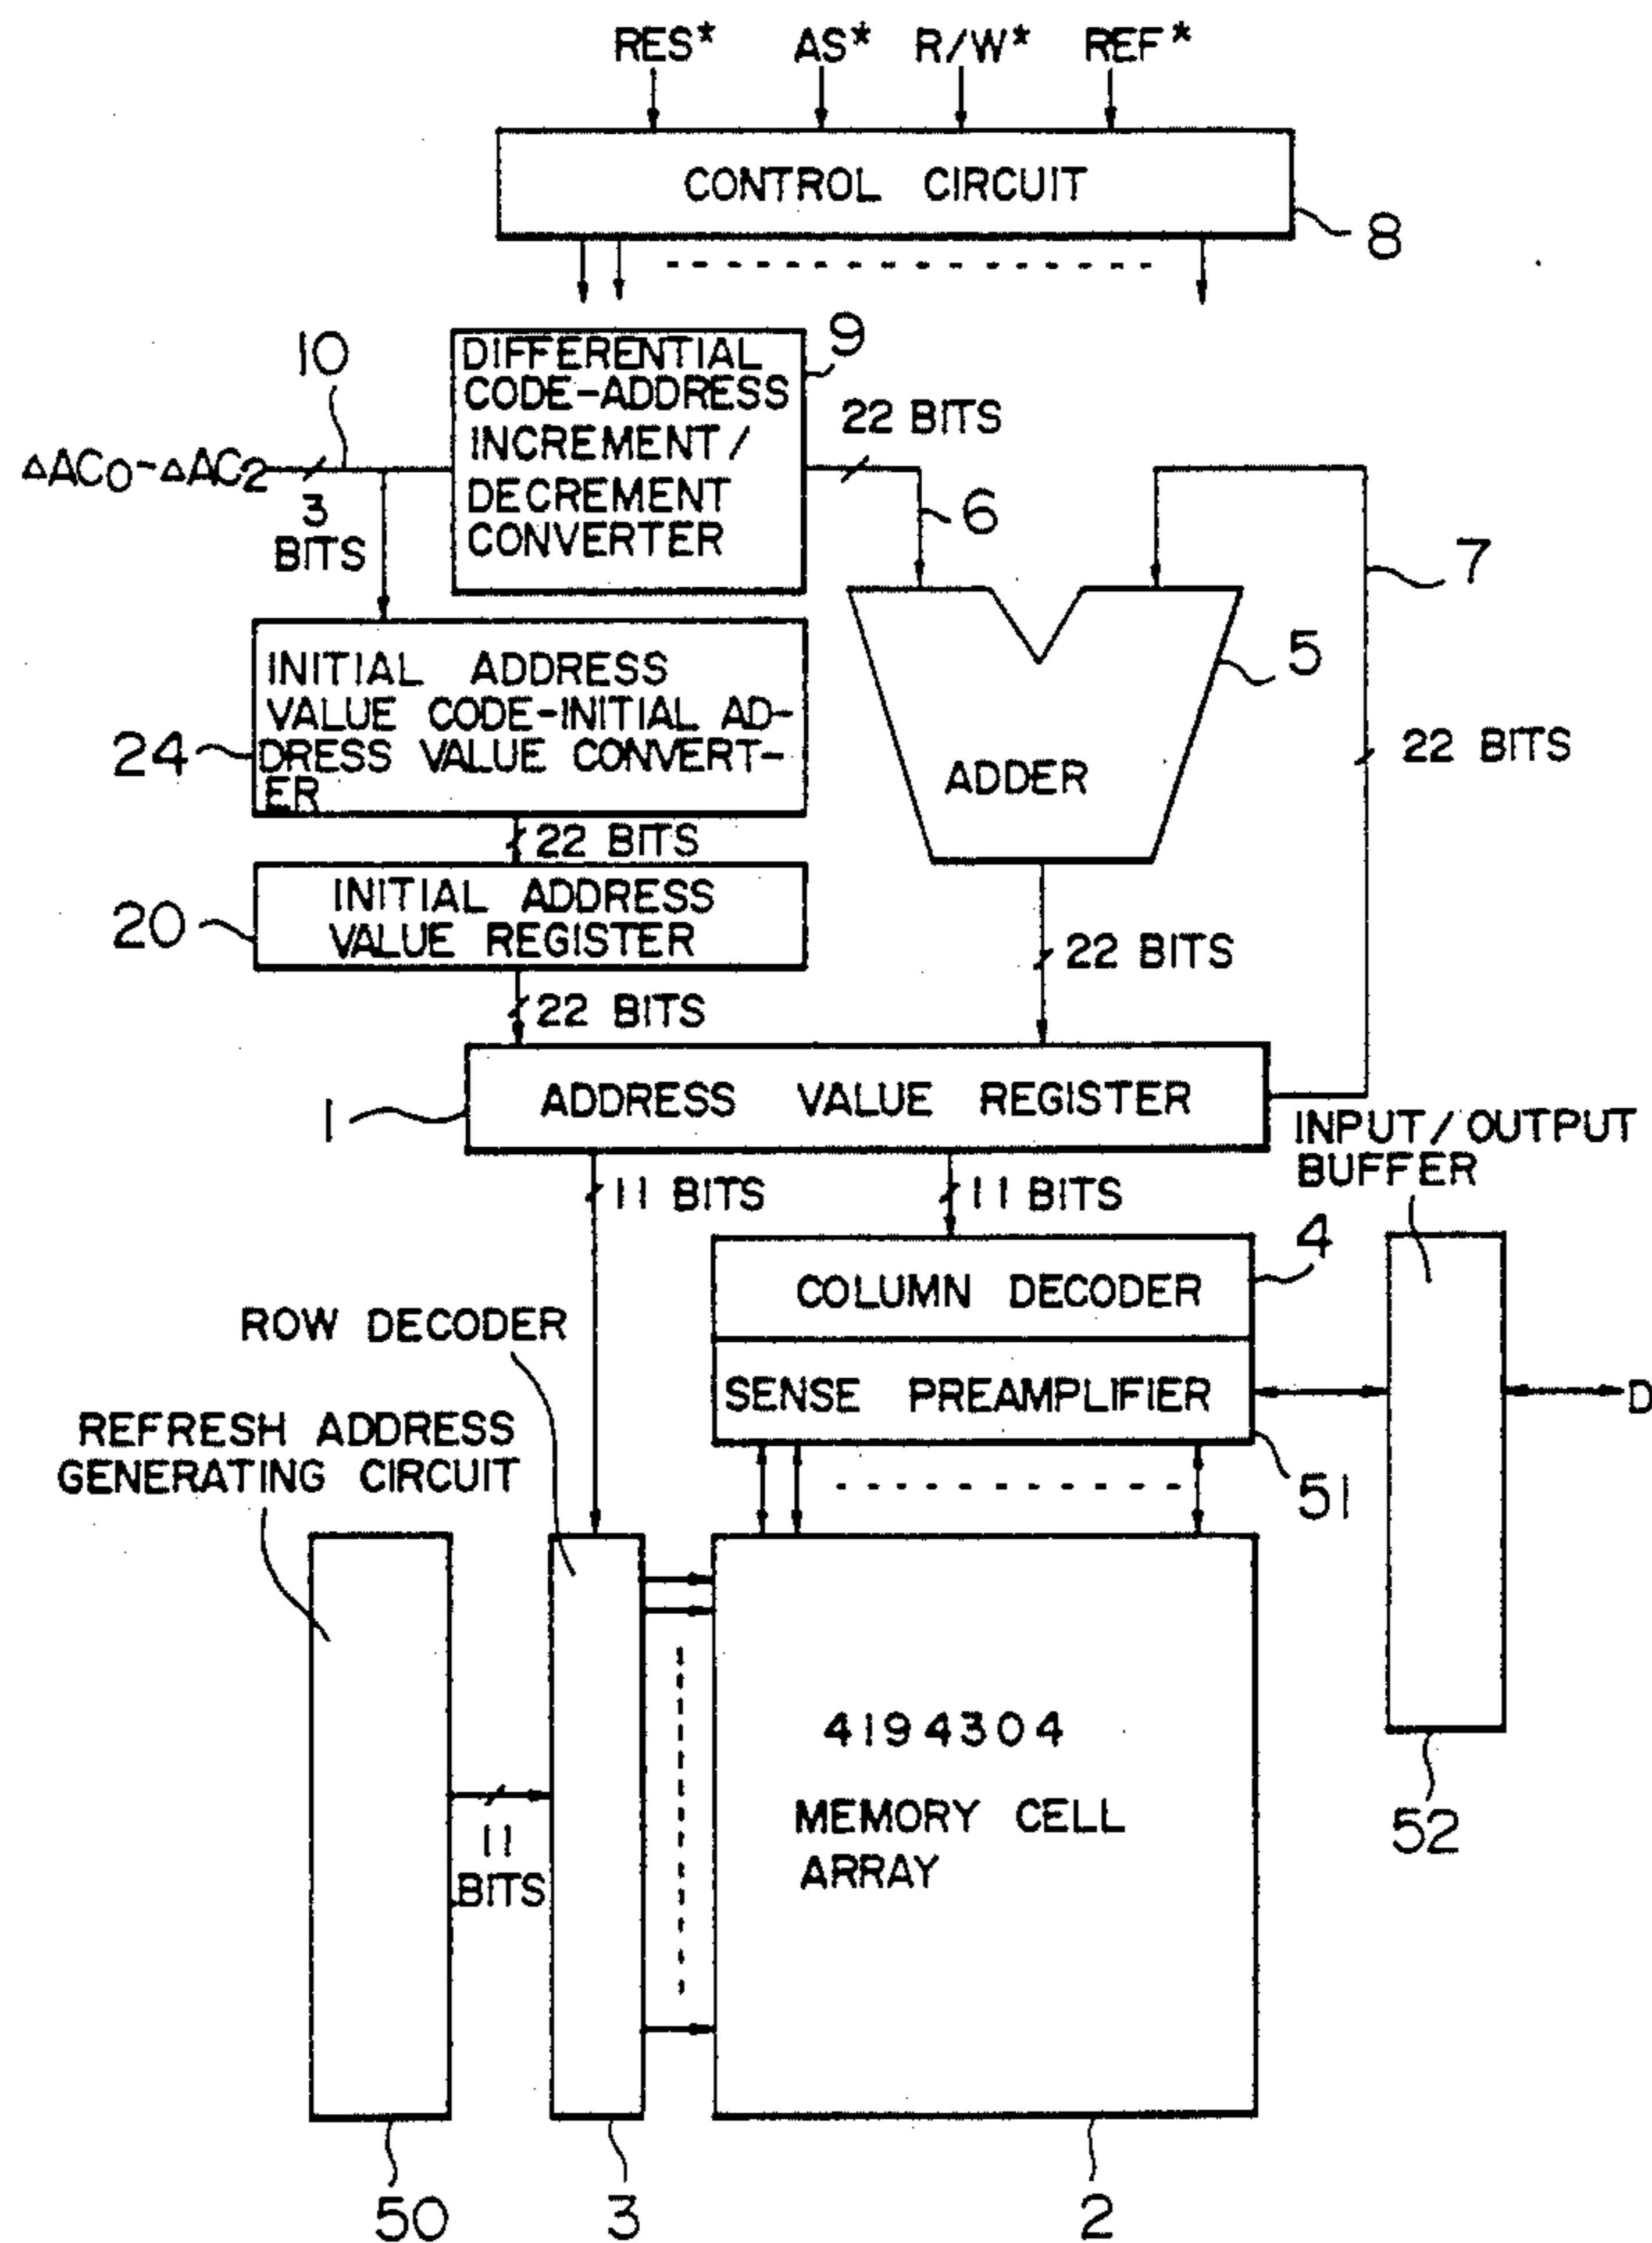 RES* AS* R/W* REF*
CONTROL CIRCUIT
8
10
DIFFERENTIAL
CODE-ADDRESS
INCREMENT/
DECREMENT
CONVERTER
9
22 BITS
ΔAC0-ΔAC2
3
BITS
6
7
INITIAL ADDRESS
VALUE CODE-INITIAL AD-
DRESS VALUE CONVERT-
ER
24
5
ADDER
22 BITS
22 BITS
INITIAL ADDRESS
VALUE REGISTER
20
22 BITS
22 BITS
ADDRESS VALUE REGISTER
1
INPUT/OUTPUT
BUFFER
11 BITS
11 BITS
4
COLUMN DECODER
ROW DECODER
SENSE PREAMPLIFIER
D
REFRESH ADDRESS
GENERATING CIRCUIT
51
4194304
MEMORY CELL
ARRAY
11
BITS
52
50
3
2